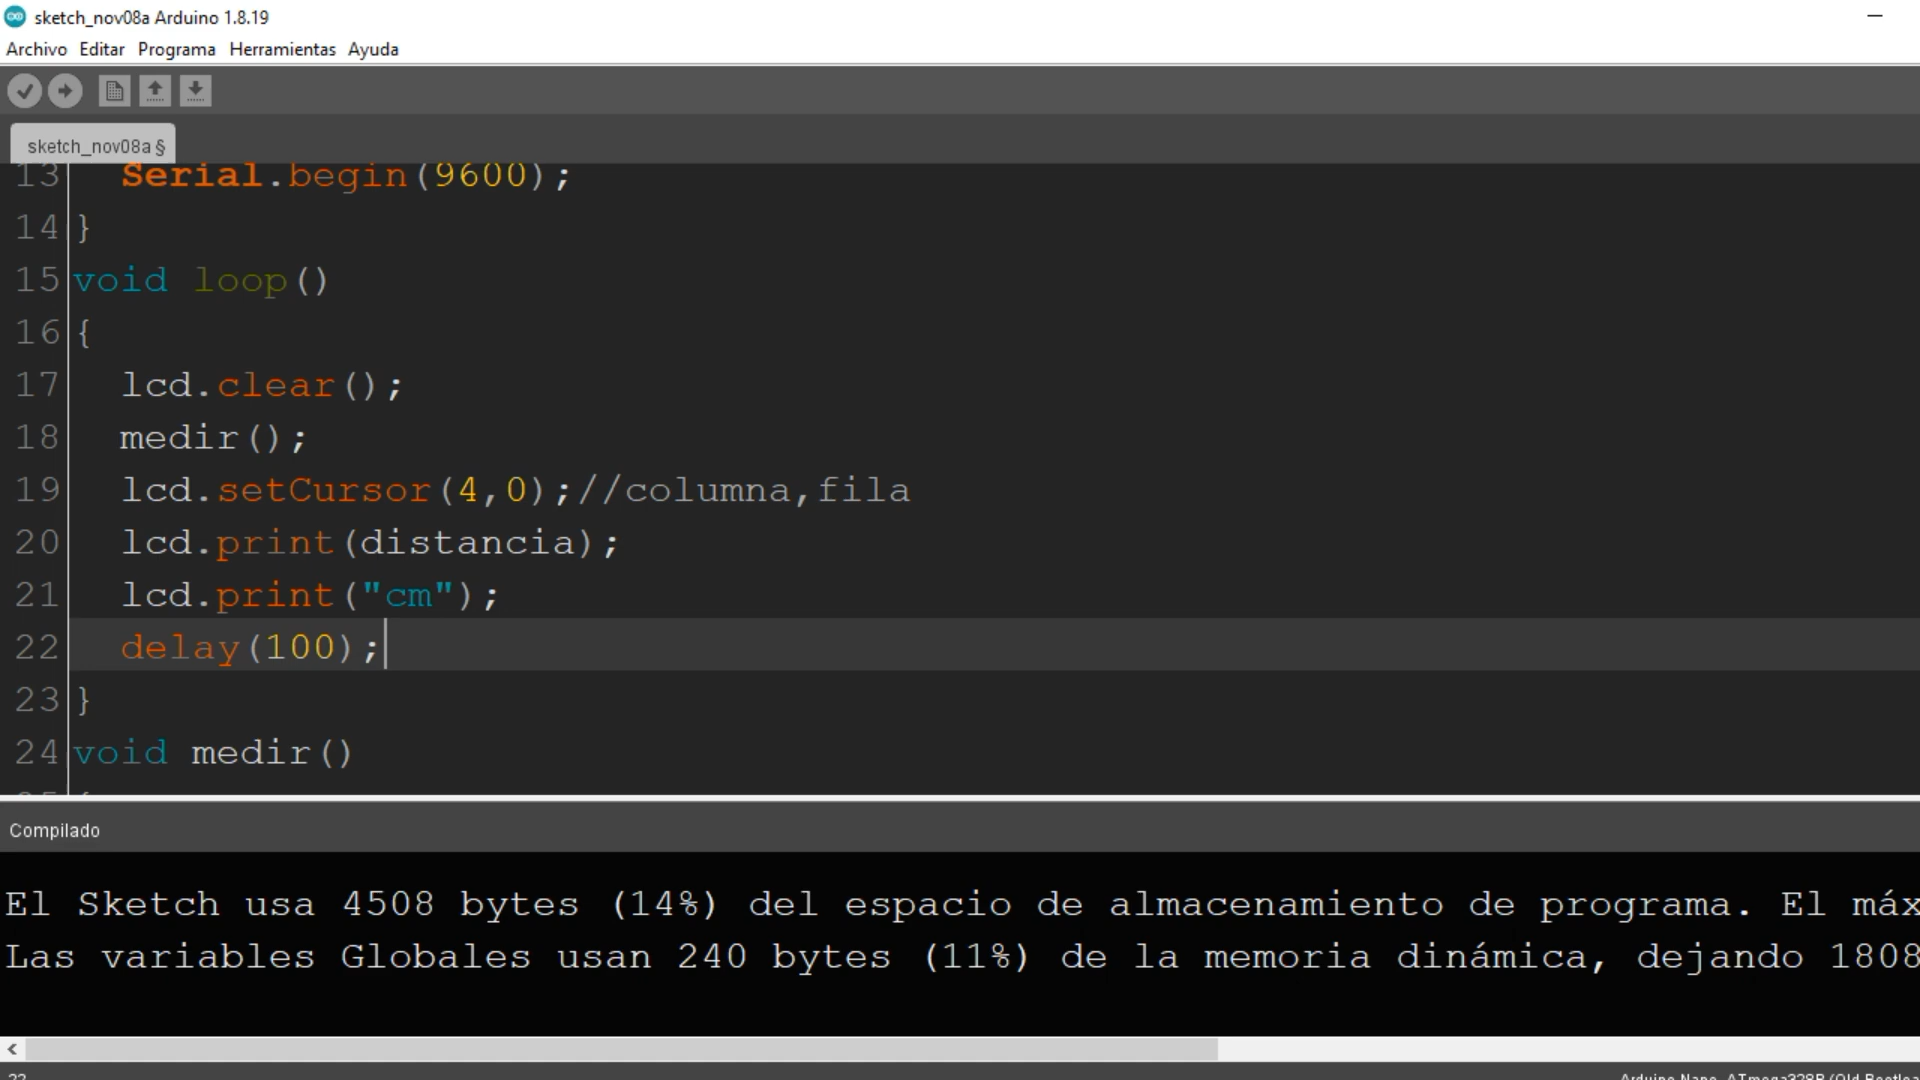 sketch_nov08a Arduino 1.8.19
Archivo Editar Programa Herramientas Ayuda
sketch_nov08a §
13 Serial.begin(9600);
14 }
15 void loop()
16 {
17 lcd.clear();
18 medir();
19 lcd.setCursor(4,0);//columna,fila
20 lcd.print(distancia);
21 lcd.print("cm");
22 delay(100);
23 }
24 void medir()
Compilado
El Sketch usa 4508 bytes (14%) del espacio de almacenamiento de programa. El máx
Las variables Globales usan 240 bytes (11%) de la memoria dinámica, dejando 1808